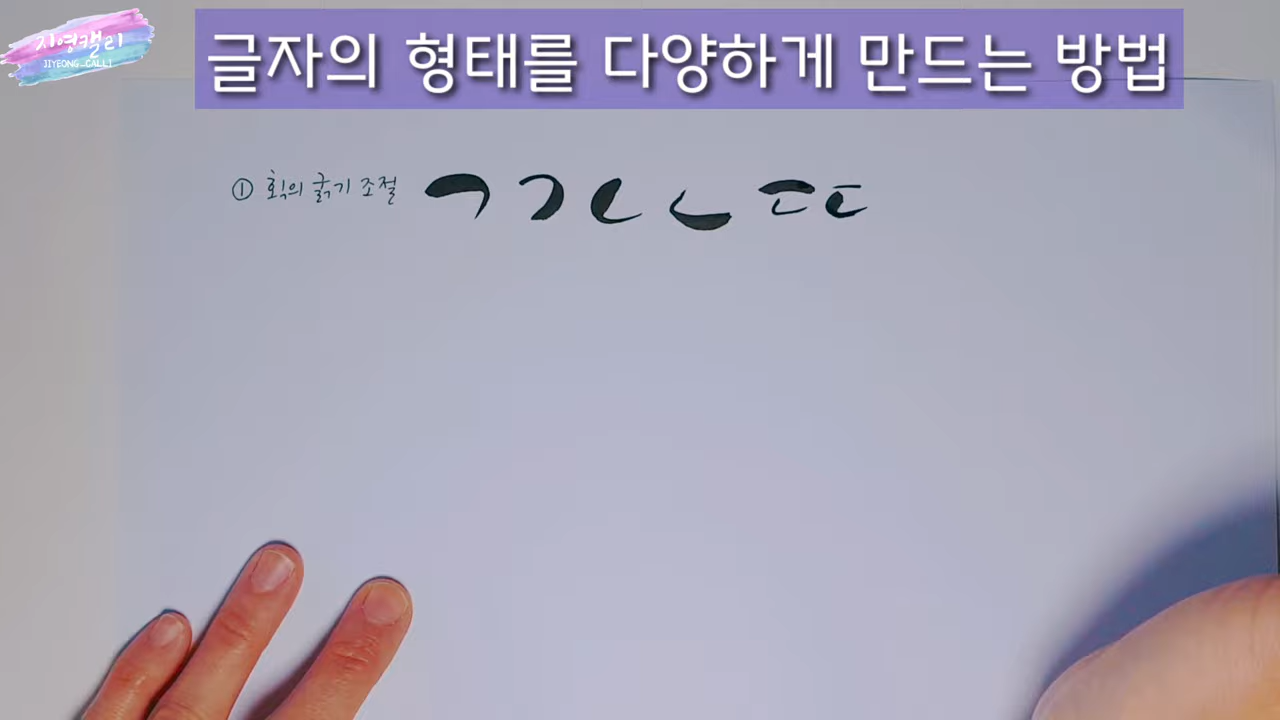 지영캘리
JIYEONG_CALLI
글자의 형태를 다양하게 만드는 방법
① 획의 굵기 조절 ㄱ ㄱ ㄴ ㄴ ㄷ ㄷ